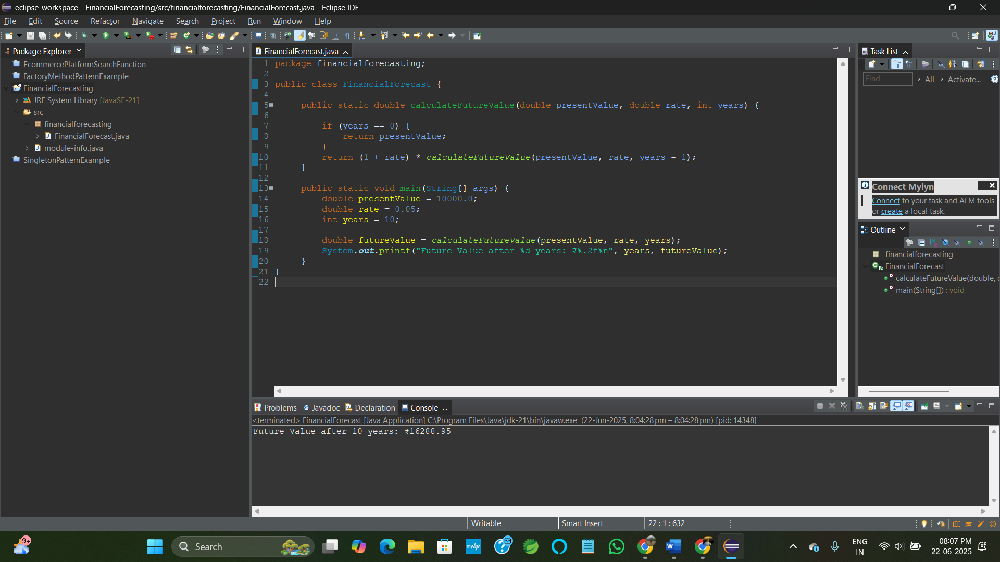 eclipse-workspace - FinancialForecasting/src/financialforecasting/FinancialForecast.java - Eclipse IDE
File Edit Source Refactor Navigate Search Project Run Window Help
Package Explorer
EcommercePlatformSearchFunction
FactoryMethodPatternExample
FinancialForecasting
JRE System Library [JavaSE-21]
src
financialforecasting
FinancialForecast.java
module-info.java
SingletonPatternExample
FinancialForecast.java
1 package financialforecasting;
2
3 public class FinancialForecast {
4
5 public static double calculateFutureValue(double presentValue, double rate, int years) {
6
7 if (years == 0) {
8 return presentValue;
9 }
10 return (1 + rate) * calculateFutureValue(presentValue, rate, years - 1);
11 }
12
13 public static void main(String[] args) {
14 double presentValue = 10000.0;
15 double rate = 0.05;
16 int years = 10;
17
18 double futureValue = calculateFutureValue(presentValue, rate, years);
19 System.out.printf("Future Value after %d years: ₹%.2f%n", years, futureValue);
20 }
21 }
22
Task List
Find All Activate...
Connect Mylyn
Connect to your task and ALM tools
or create a local task.
Outline
financialforecasting
FinancialForecast
calculateFutureValue(double,
main(String[]) : void
Problems Javadoc Declaration Console
<terminated> FinancialForecast [Java Application] C:\Program Files\Java\jdk-21\bin\javaw.exe (22-Jun-2025, 8:04:28 pm – 8:04:28 pm) [pid: 14348]
Future Value after 10 years: ₹16288.95
Writable Smart Insert 22 : 1 : 632
9+
Search
myhp
ENG
IN
08:07 PM
22-06-2025